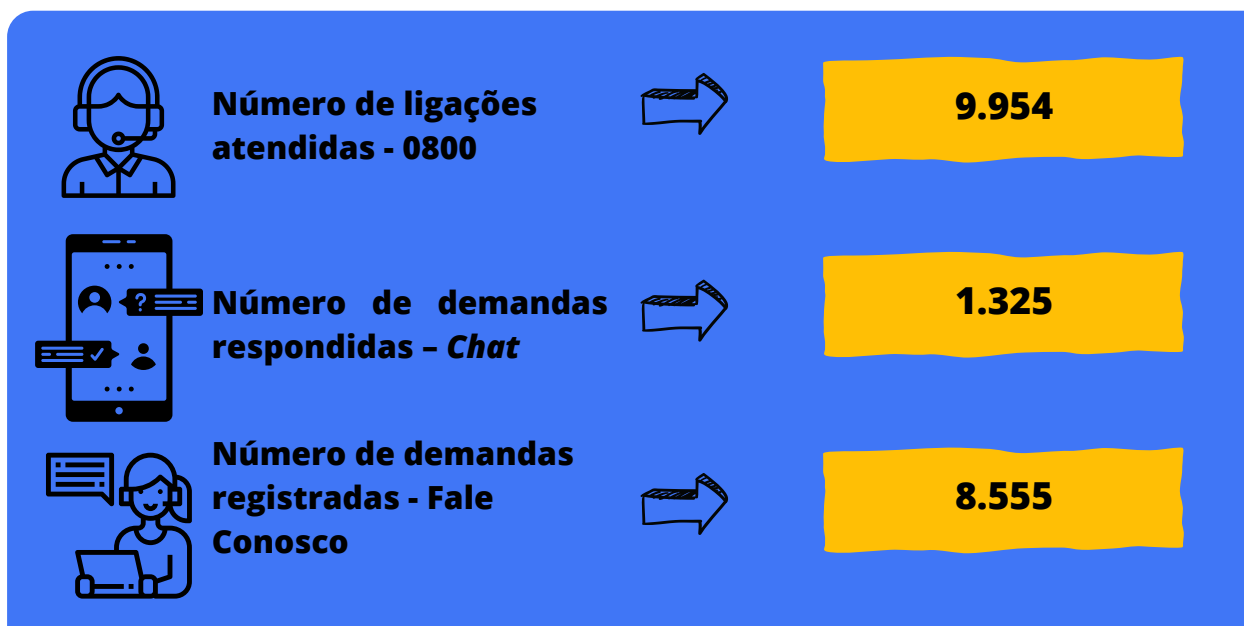 Número de ligações
atendidas - 0800
9.954
Número de demandas
respondidas – Chat
1.325
Número de demandas
registradas - Fale
Conosco
8.555